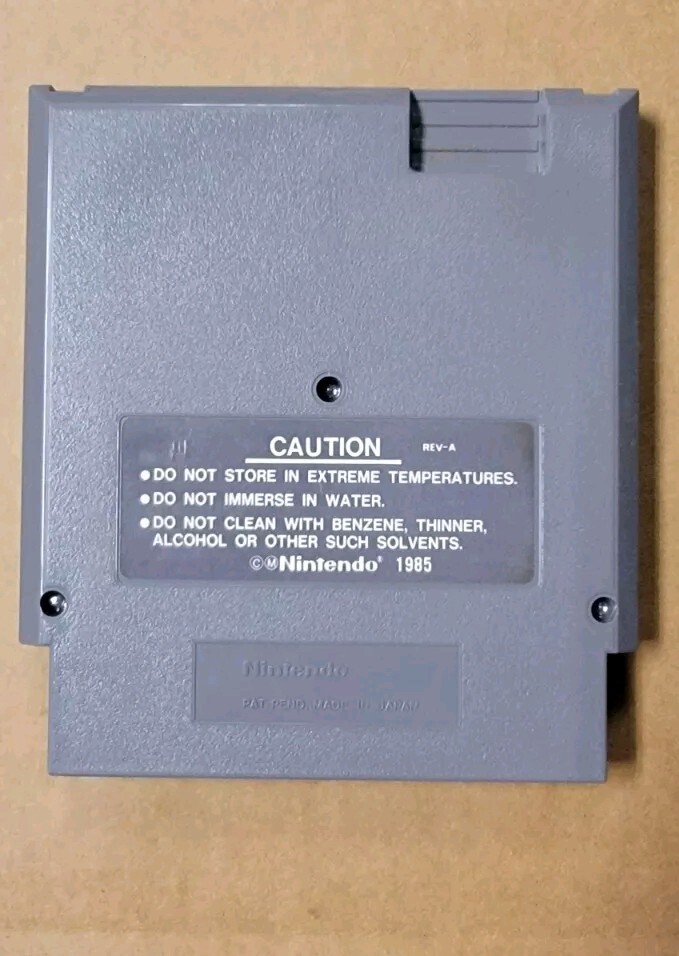 CAUTION REV-A
●DO NOT STORE IN EXTREME TEMPERATURES.
●DO NOT IMMERSE IN WATER.
●DO NOT CLEAN WITH BENZENE, THINNER,
ALCOHOL OR OTHER SUCH SOLVENTS.
ⒸⓂNintendo® 1985
Nintendo
PAT. PEND. MADE IN JAPAN